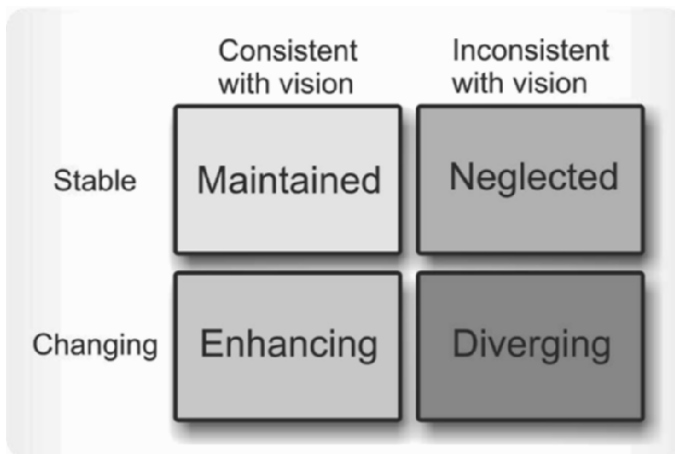 Consistent
with vision
Inconsistent
with vision
Stable
Maintained
Neglected
Changing
Enhancing
Diverging